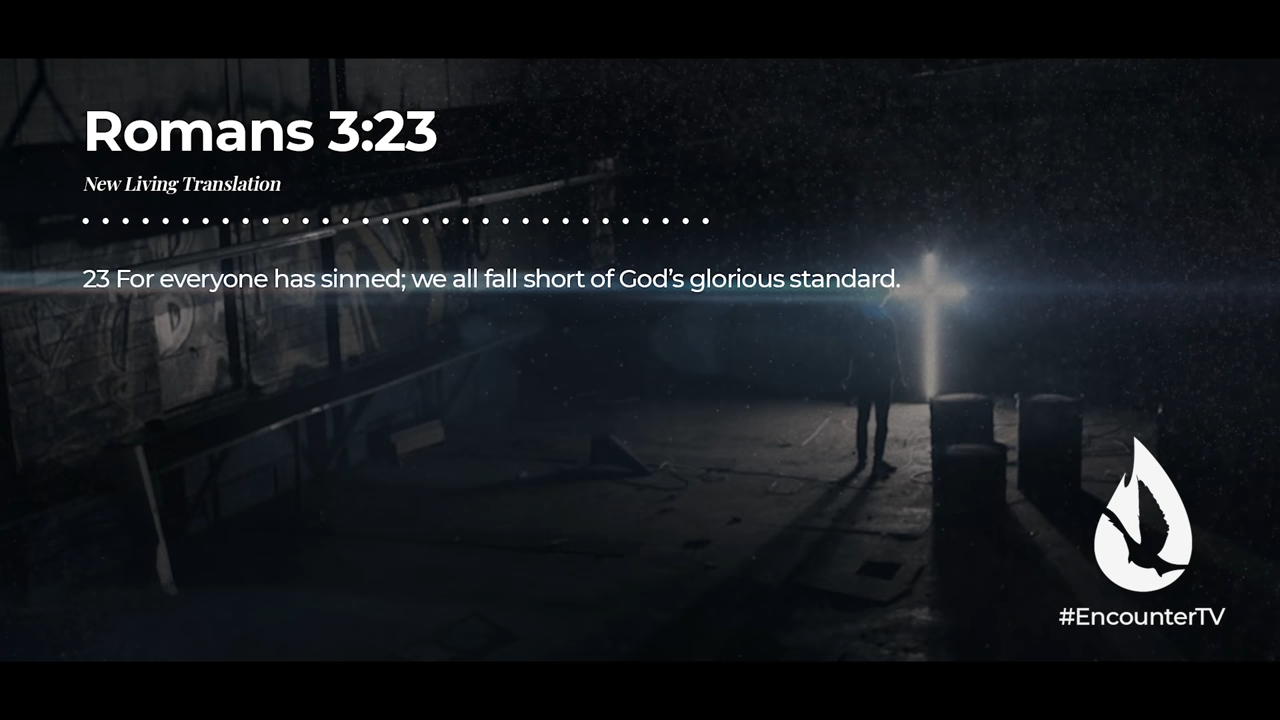 Romans 3:23
New Living Translation
23 For everyone has sinned; we all fall short of God’s glorious standard.
#EncounterTV